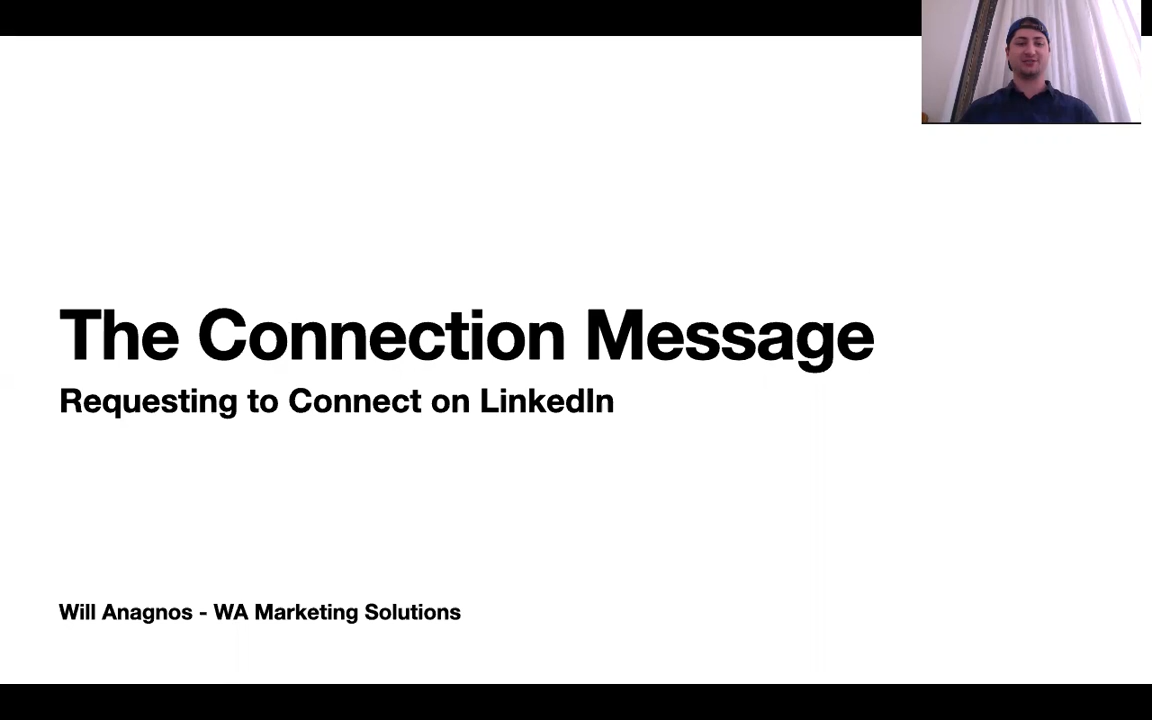 The Connection Message
Requesting to Connect on LinkedIn
Will Anagnos - WA Marketing Solutions